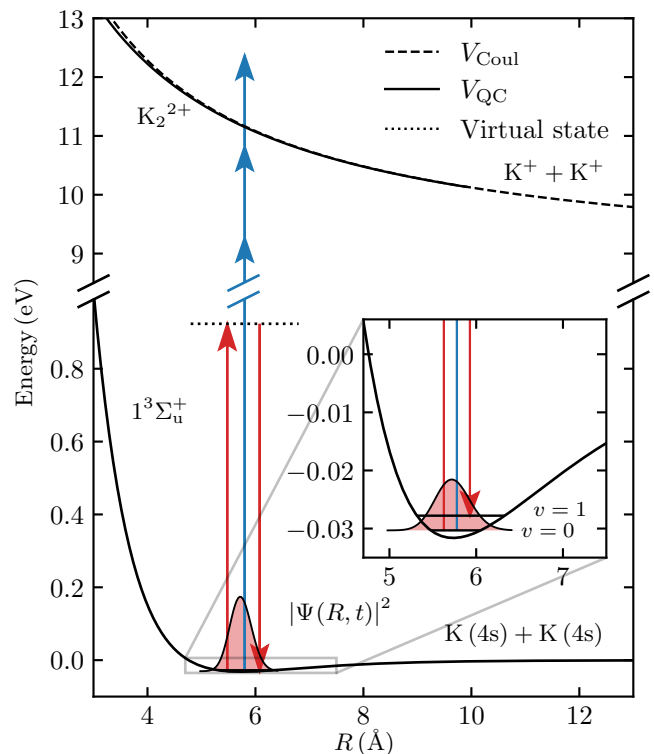 13
12
11
10
9
0.8
0.6
0.4
0.2
0.0
Energy (eV)
4
6
8
10
12
R (Å)
V_Coul
V_QC
Virtual state
K₂²⁺
K⁺ + K⁺
1³Σᵤ⁺
|Ψ(R, t)|²
K (4s) + K (4s)
0.00
−0.01
−0.02
−0.03
5
6
7
v = 1
v = 0